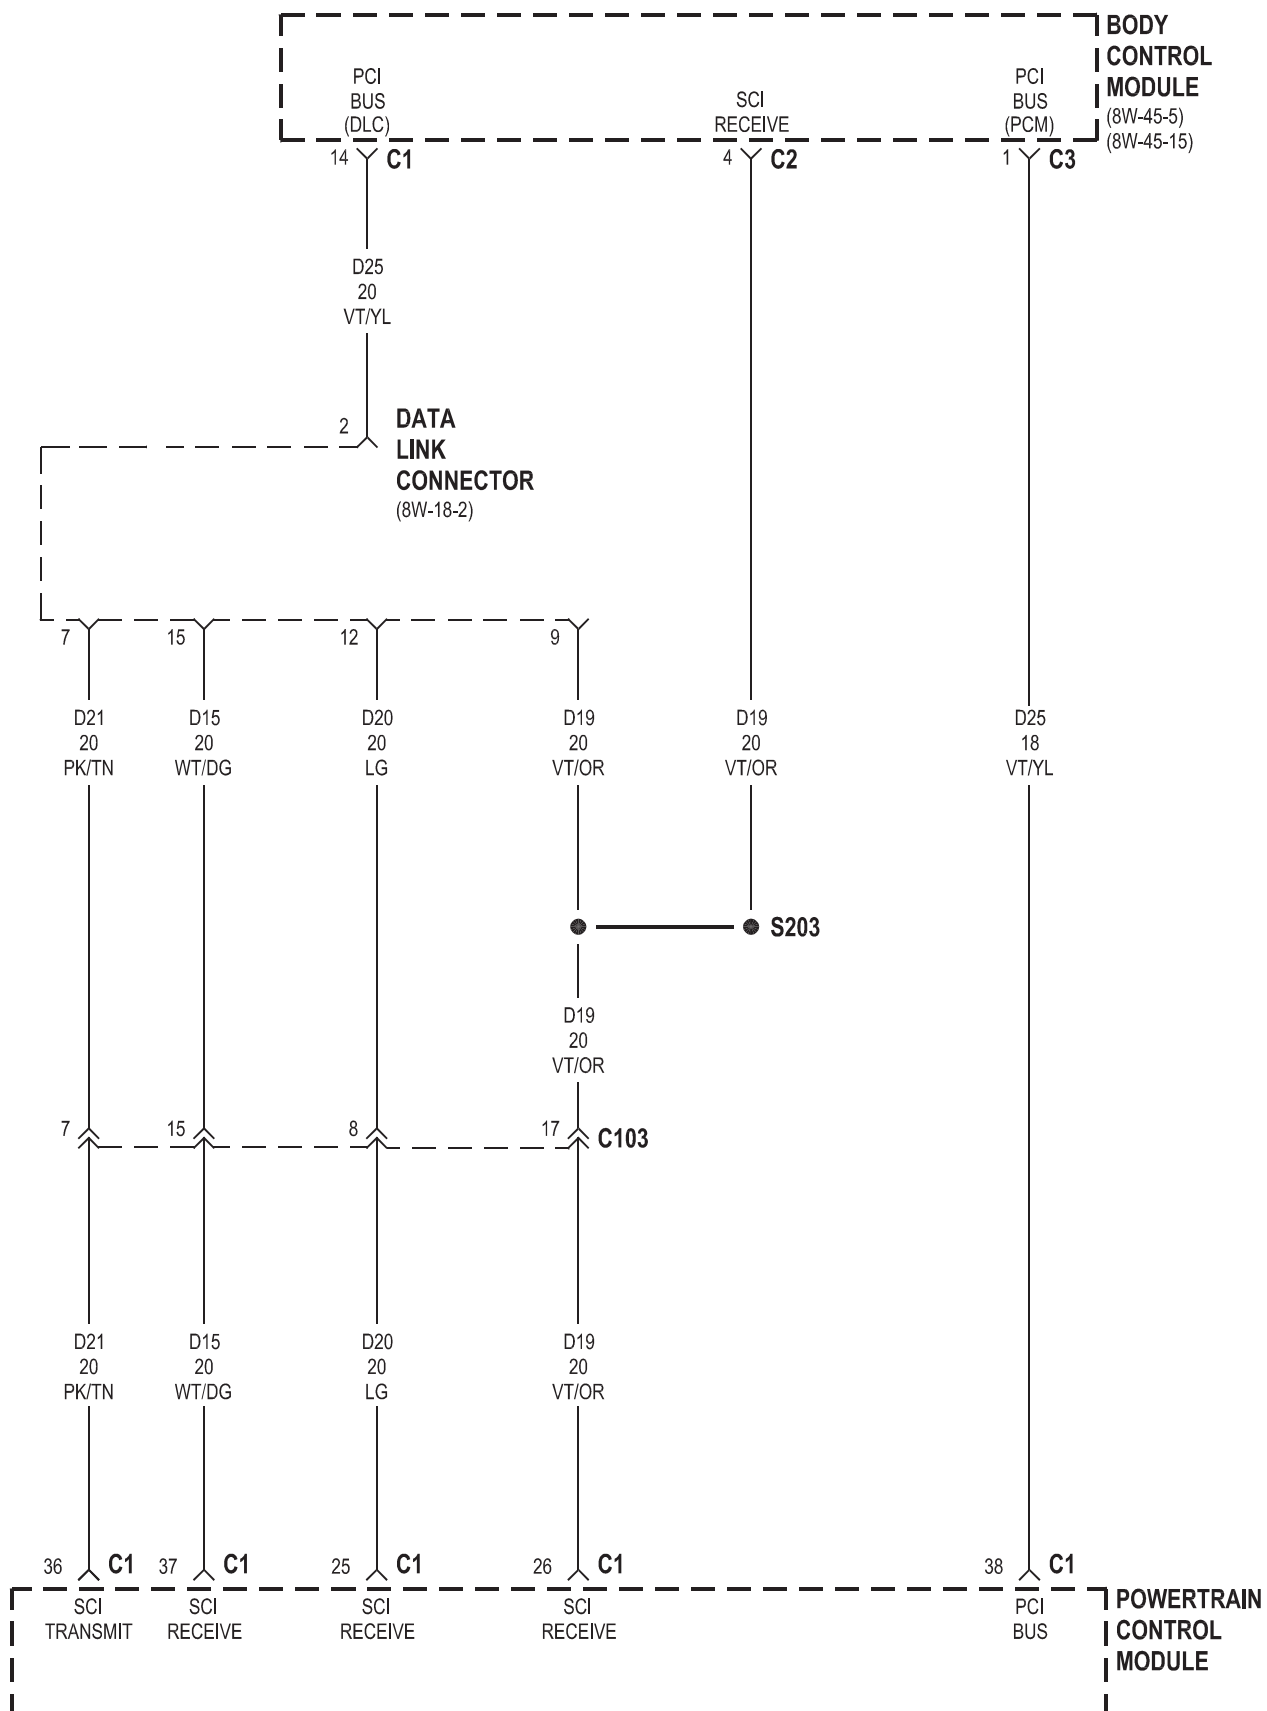 BODY
CONTROL
MODULE
(8W-45-5)
(8W-45-15)
PCI
BUS
(DLC)
SCI
RECEIVE
PCI
BUS
(PCM)
14 C1
4 C2
1 C3
D25
20
VT/YL
2
DATA
LINK
CONNECTOR
(8W-18-2)
7 15 12 9
D21
20
PK/TN
D15
20
WT/DG
D20
20
LG
D19
20
VT/OR
D19
20
VT/OR
D25
18
VT/YL
S203
D19
20
VT/OR
7 15 8 17 C103
D21
20
PK/TN
D15
20
WT/DG
D20
20
LG
D19
20
VT/OR
36 C1 37 C1 25 C1 26 C1 38 C1
SCI
TRANSMIT
SCI
RECEIVE
SCI
RECEIVE
SCI
RECEIVE
PCI
BUS
POWERTRAIN
CONTROL
MODULE